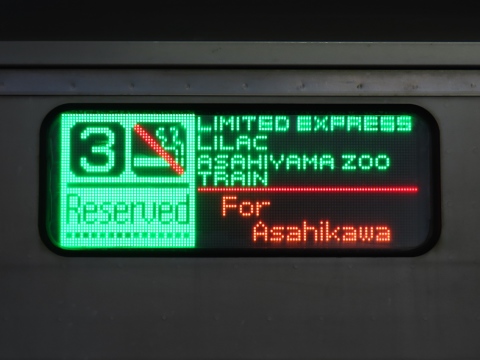 3
Reserved
LIMITED EXPRESS
LILAC
ASAHIYAMA ZOO
TRAIN
For
Asahikawa